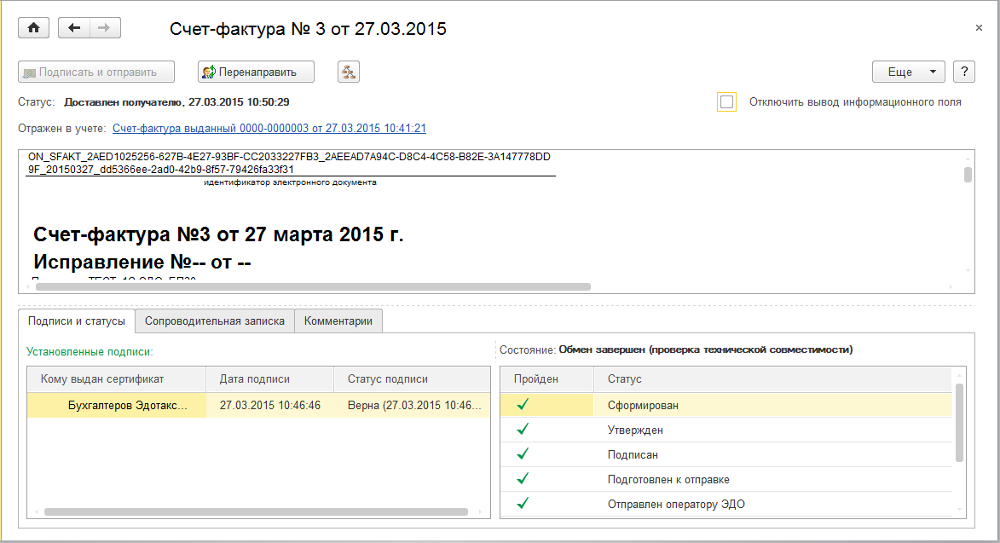 Счет-фактура № 3 от 27.03.2015
Подписать и отправить
Перенаправить
Еще
?
Статус: Доставлен получателю, 27.03.2015 10:50:29
Отключить вывод информационного поля
Отражен в учете: Счет-фактура выданный 0000-0000003 от 27.03.2015 10:41:21
ON_SFAKT_2AED1025256-627B-4E27-93BF-CC2033227FB3_2AEEAD7A94C-D8C4-4C58-B82E-3A147778DD
9F_20150327_dd5366ee-2ad0-42b9-8f57-79426fa33f31
идентификатор электронного документа
Счет-фактура №3 от 27 марта 2015 г.
Исправление №-- от --
Подписи и статусы
Сопроводительная записка
Комментарии
Установленные подписи:
Состояние: Обмен завершен (проверка технической совместимости)
Кому выдан сертификат
Дата подписи
Статус подписи
Пройден
Статус
Бухгалтеров Эдотакс...
27.03.2015 10:46:46
Верна (27.03.2015 10:46...
Сформирован
Утвержден
Подписан
Подготовлен к отправке
Отправлен оператору ЭДО